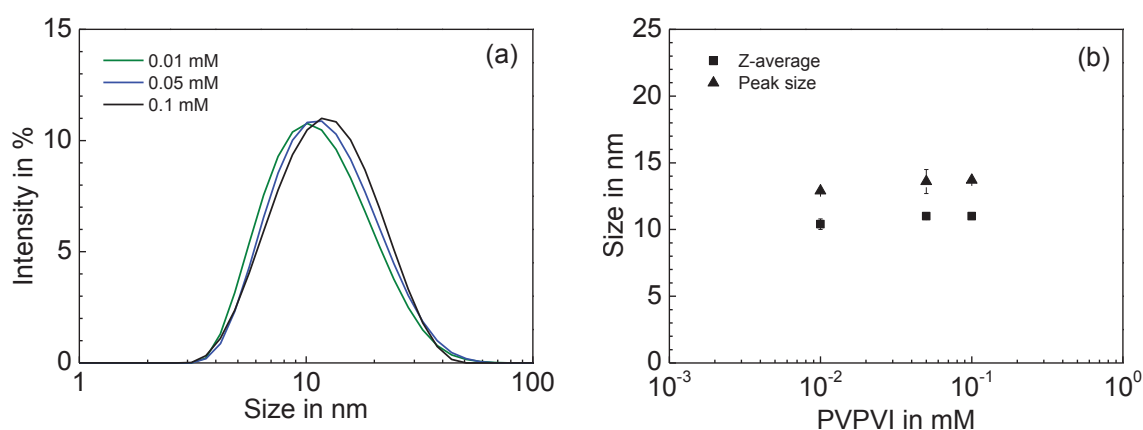 (a)
0.01 mM
0.05 mM
0.1 mM
15
10
5
0
1
10
100
Intensity in %
Size in nm
(b)
Z-average
Peak size
25
20
15
10
5
0
10⁻³
10⁻²
10⁻¹
10⁰
Size in nm
PVPVI in mM